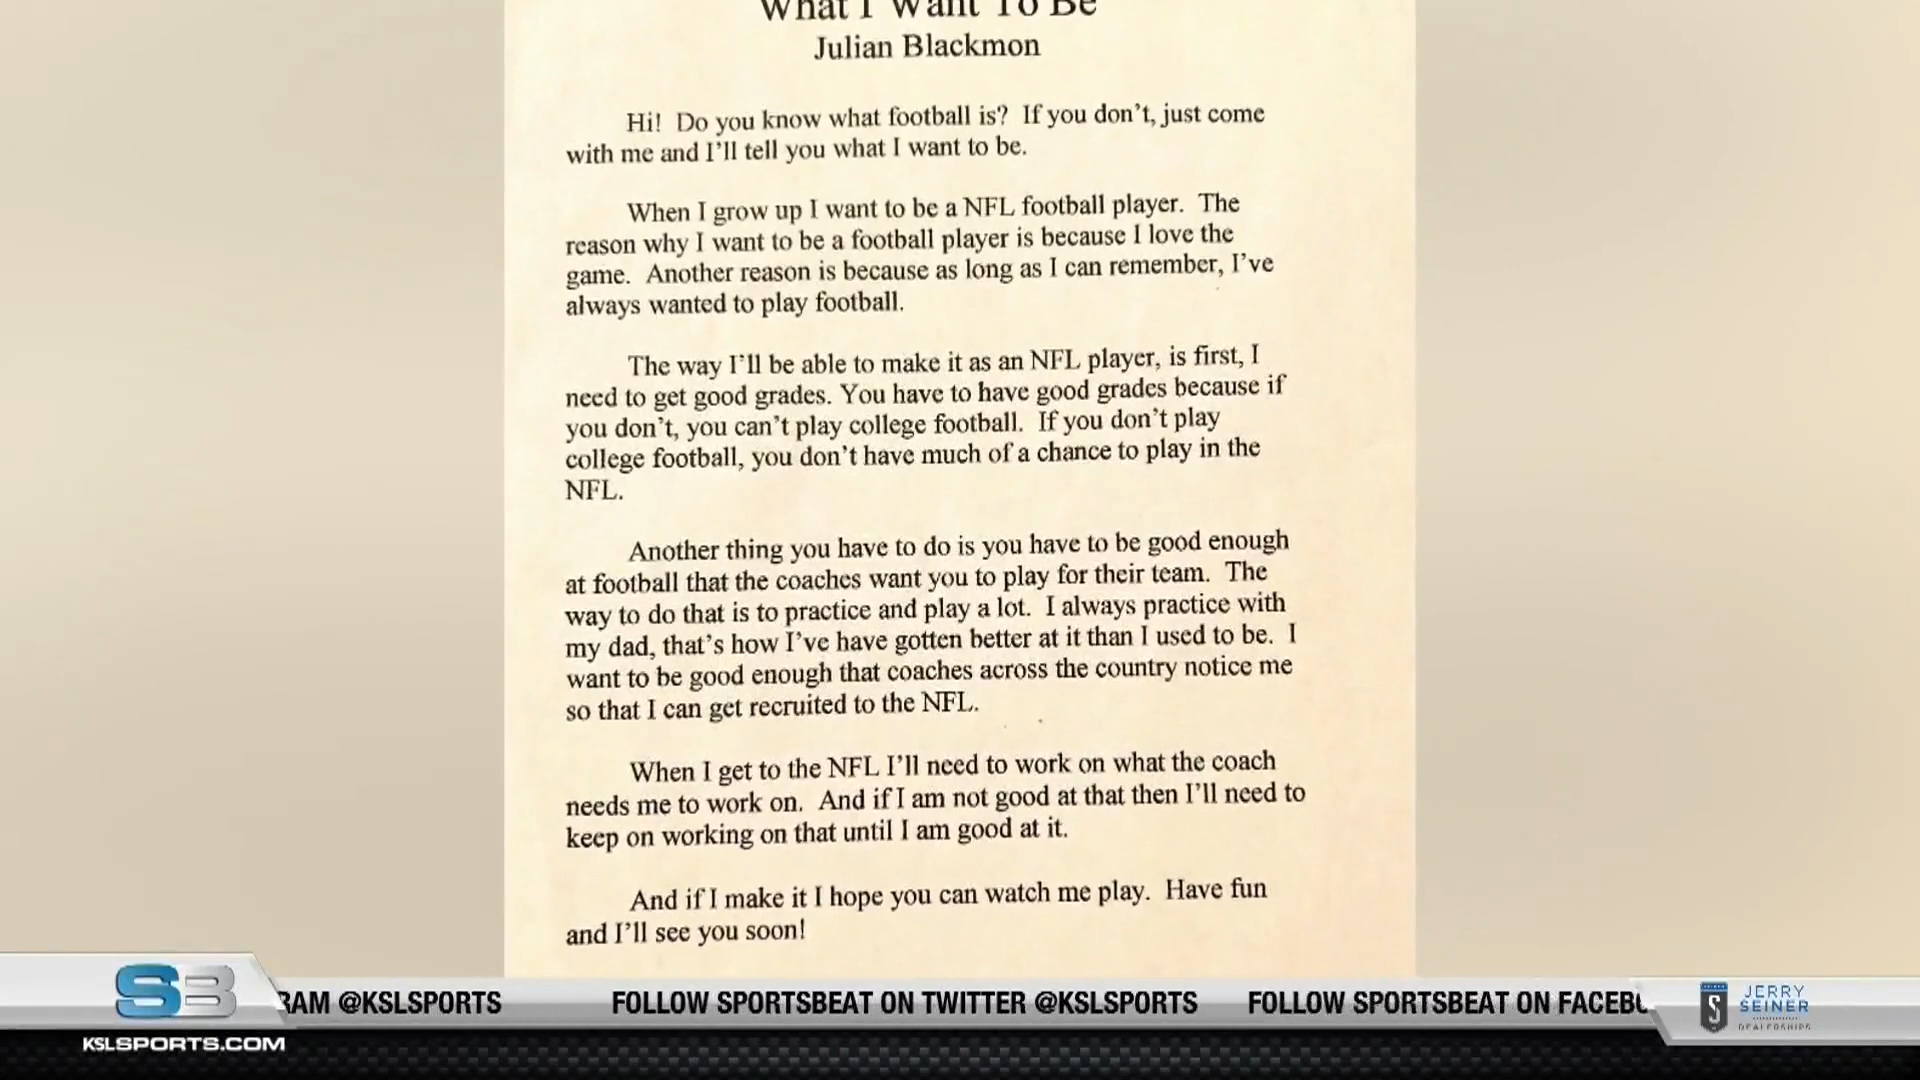 What I Want To Be
Julian Blackmon
Hi! Do you know what football is? If you don't, just come
with me and I'll tell you what I want to be.
When I grow up I want to be a NFL football player. The
reason why I want to be a football player is because I love the
game. Another reason is because as long as I can remember, I've
always wanted to play football.
The way I'll be able to make it as an NFL player, is first, I
need to get good grades. You have to have good grades because if
you don't, you can't play college football. If you don't play
college football, you don't have much of a chance to play in the
NFL.
Another thing you have to do is you have to be good enough
at football that the coaches want you to play for their team. The
way to do that is to practice and play a lot. I always practice with
my dad, that's how I've have gotten better at it than I used to be. I
want to be good enough that coaches across the country notice me
so that I can get recruited to the NFL.
When I get to the NFL I'll need to work on what the coach
needs me to work on. And if I am not good at that then I'll need to
keep on working on that until I am good at it.
And if I make it I hope you can watch me play. Have fun
and I'll see you soon!
SB
RAM @KSLSPORTS FOLLOW SPORTSBEAT ON TWITTER @KSLSPORTS FOLLOW SPORTSBEAT ON FACEBO
S JERRY
SEINER
DEALERSHIPS
KSLSPORTS.COM